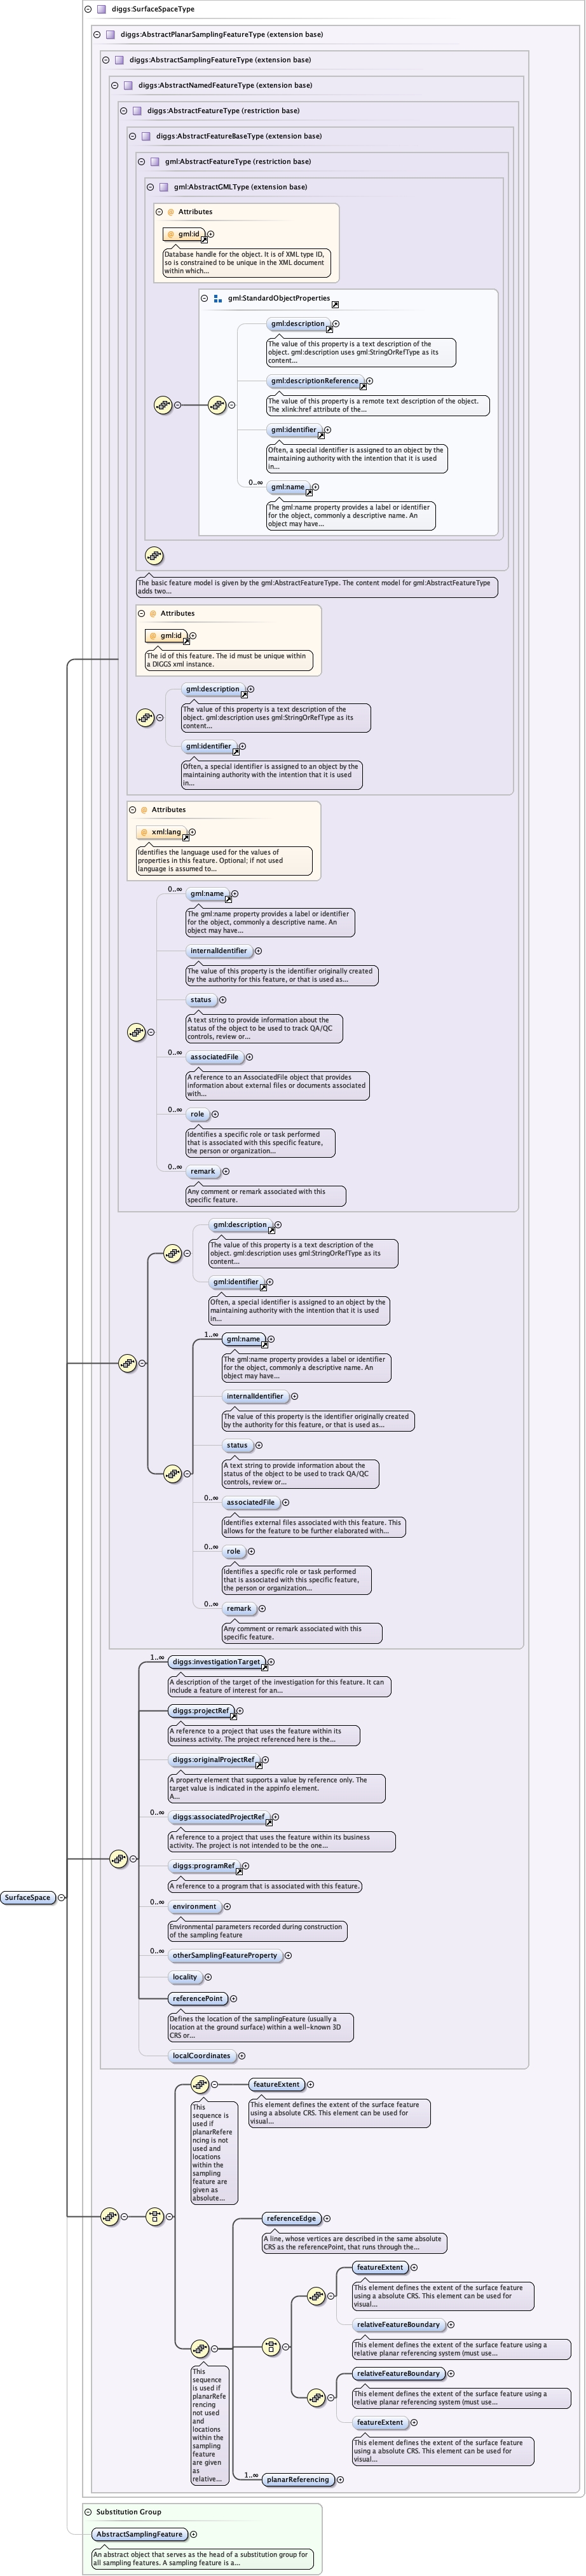 diggs:SurfaceSpaceType
diggs:AbstractPlanarSamplingFeatureType (extension base)
diggs:AbstractSamplingFeatureType (extension base)
diggs:AbstractNamedFeatureType (extension base)
diggs:AbstractFeatureType (restriction base)
diggs:AbstractFeatureBaseType (extension base)
gml:AbstractFeatureType (restriction base)
gml:AbstractGMLType (extension base)
Attributes
gml:id
Database handle for the object. It is of XML type ID,
so is constrained to be unique in the XML document
within which...
gml:StandardObjectProperties
gml:description
The value of this property is a text description of the
object. gml:description uses gml:StringOrRefType as its
content...
gml:descriptionReference
The value of this property is a remote text description of the object.
The xlink:href attribute of the...
gml:identifier
Often, a special identifier is assigned to an object by the
maintaining authority with the intention that it is used
in...
0..∞
gml:name
The gml:name property provides a label or identifier
for the object, commonly a descriptive name. An
object may have...
The basic feature model is given by the gml:AbstractFeatureType. The content model for gml:AbstractFeatureType
adds two...
Attributes
gml:id
The id of this feature. The id must be unique within
a DIGGS xml instance.
gml:description
The value of this property is a text description of the
object. gml:description uses gml:StringOrRefType as its
content...
gml:identifier
Often, a special identifier is assigned to an object by the
maintaining authority with the intention that it is used
in...
Attributes
xml:lang
Identifies the language used for the values of
properties in this feature. Optional; if not used
language is assumed to...
0..∞
gml:name
The gml:name property provides a label or identifier
for the object, commonly a descriptive name. An
object may have...
internalIdentifier
The value of this property is the identifier originally created
by the authority for this feature, or that is used as...
status
A text string to provide information about the
status of the object to be used to track QA/QC
controls, review or...
0..∞
associatedFile
A reference to an AssociatedFile object that provides
information about external files or documents associated
with...
0..∞
role
Identifies a specific role or task performed
that is associated with this specific feature,
the person or organization...
0..∞
remark
Any comment or remark associated with this
specific feature.
gml:description
The value of this property is a text description of the
object. gml:description uses gml:StringOrRefType as its
content...
gml:identifier
Often, a special identifier is assigned to an object by the
maintaining authority with the intention that it is used
in...
1..∞
gml:name
The gml:name property provides a label or identifier
for the object, commonly a descriptive name. An
object may have...
internalIdentifier
The value of this property is the identifier originally created
by the authority for this feature, or that is used as...
status
A text string to provide information about the
status of the object to be used to track QA/QC
controls, review or...
0..∞
associatedFile
Identifies external files associated with this feature. This
allows for the feature to be further elaborated with...
0..∞
role
Identifies a specific role or task performed
that is associated with this specific feature,
the person or organization...
0..∞
remark
Any comment or remark associated with this
specific feature.
1..∞
diggs:investigationTarget
A description of the target of the investigation for this feature. It can
include a feature of interest for an...
diggs:projectRef
A reference to a project that uses the feature within its
business activity. The project referenced here is the...
diggs:originalProjectRef
A property element that supports a value by reference only. The
target value is indicated in the appinfo element.
A...
0..∞
diggs:associatedProjectRef
A reference to a project that uses the feature within its business
activity. The project is not intended to be the one...
diggs:programRef
A reference to a program that is associated with this feature.
0..∞
environment
Environmental parameters recorded during construction
of the sampling feature
0..∞
otherSamplingFeatureProperty
locality
referencePoint
Defines the location of the samplingFeature (usually a
location at the ground surface) within a well-known 3D
CRS or...
localCoordinates
SurfaceSpace
featureExtent
This element defines the extent of the surface feature
using a absolute CRS. This element can be used for
visual...
This
sequence is
used if
planarRefere
ncing is not
used and
locations
within the
sampling
feature are
given as
absolute...
referenceEdge
A line, whose vertices are described in the same absolute
CRS as the referencePoint, that runs through the...
featureExtent
This element defines the extent of the surface feature
using a absolute CRS. This element can be used for
visual...
relativeFeatureBoundary
This element defines the extent of the surface feature using a
relative planar referencing system (must use...
relativeFeatureBoundary
This element defines the extent of the surface feature using a
relative planar referencing system (must use...
featureExtent
This element defines the extent of the surface feature
using a absolute CRS. This element can be used for
visual...
This
sequence is
used if
planarRefe
rencing
not used
and
locations
within the
sampling
feature
are given
as
relative...
1..∞
planarReferencing
Substitution Group
AbstractSamplingFeature
An abstract object that serves as the head of a substitution group for
all sampling features. A sampling feature is a...